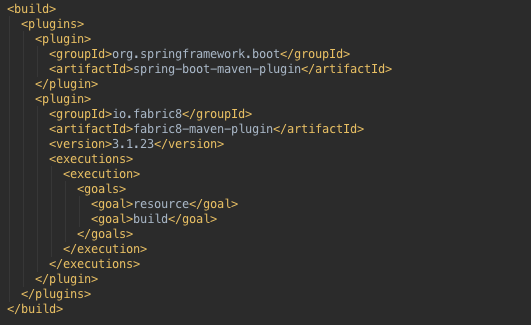 <build>
  <plugins>
    <plugin>
      <groupId>org.springframework.boot</groupId>
      <artifactId>spring-boot-maven-plugin</artifactId>
    </plugin>
    <plugin>
      <groupId>io.fabric8</groupId>
      <artifactId>fabric8-maven-plugin</artifactId>
      <version>3.1.23</version>
      <executions>
        <execution>
          <goals>
            <goal>resource</goal>
            <goal>build</goal>
          </goals>
        </execution>
      </executions>
    </plugin>
  </plugins>
</build>